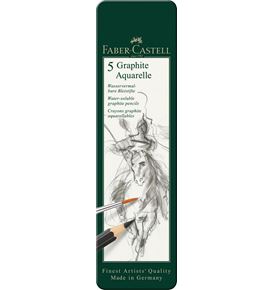 FABER-CASTELL
5 Graphite
Aquarelle
Wasservermal-
bare Bleistifte
Water-soluble
graphite pencils
Crayons graphite
aquarellables
Finest Artists' Quality
Made in Germany